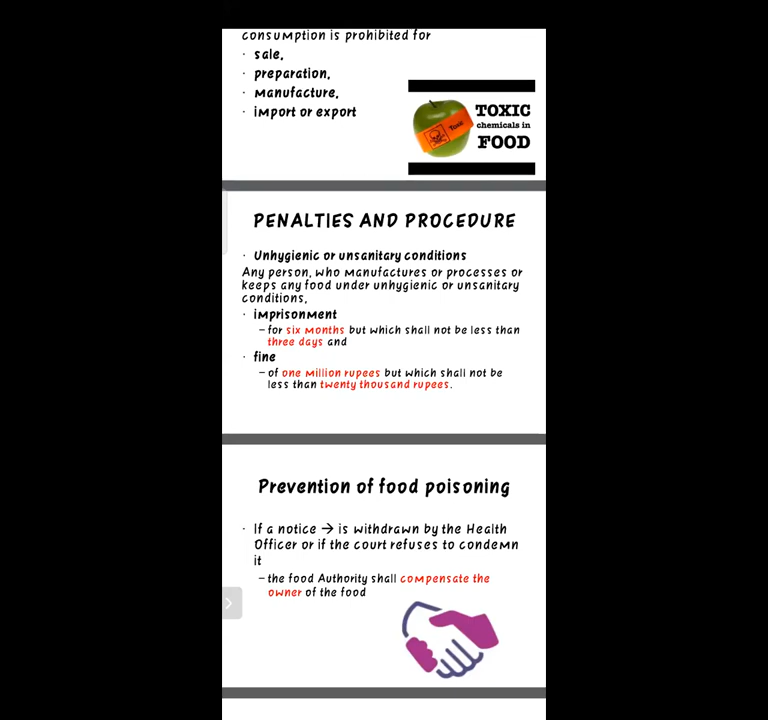 consumption is prohibited for
· sale,
· preparation,
· manufacture,
· import or export
Toxic
TOXIC
chemicals in
FOOD
PENALTIES AND PROCEDURE
· Unhygienic or unsanitary conditions
Any person, who manufactures or processes or
keeps any food under unhygienic or unsanitary
conditions,
· imprisonment
– for six months but which shall not be less than
three days and
· fine
– of one million rupees but which shall not be
less than twenty thousand rupees.
Prevention of food poisoning
· If a notice → is withdrawn by the Health
Officer or if the court refuses to condemn
it
– the food Authority shall compensate the
owner of the food